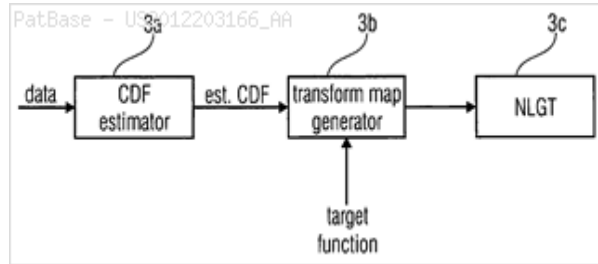 PatBase - US2012203166_AA
3a
3b
3c
data
CDF
estimator
est. CDF
transform map
generator
NLGT
target
function